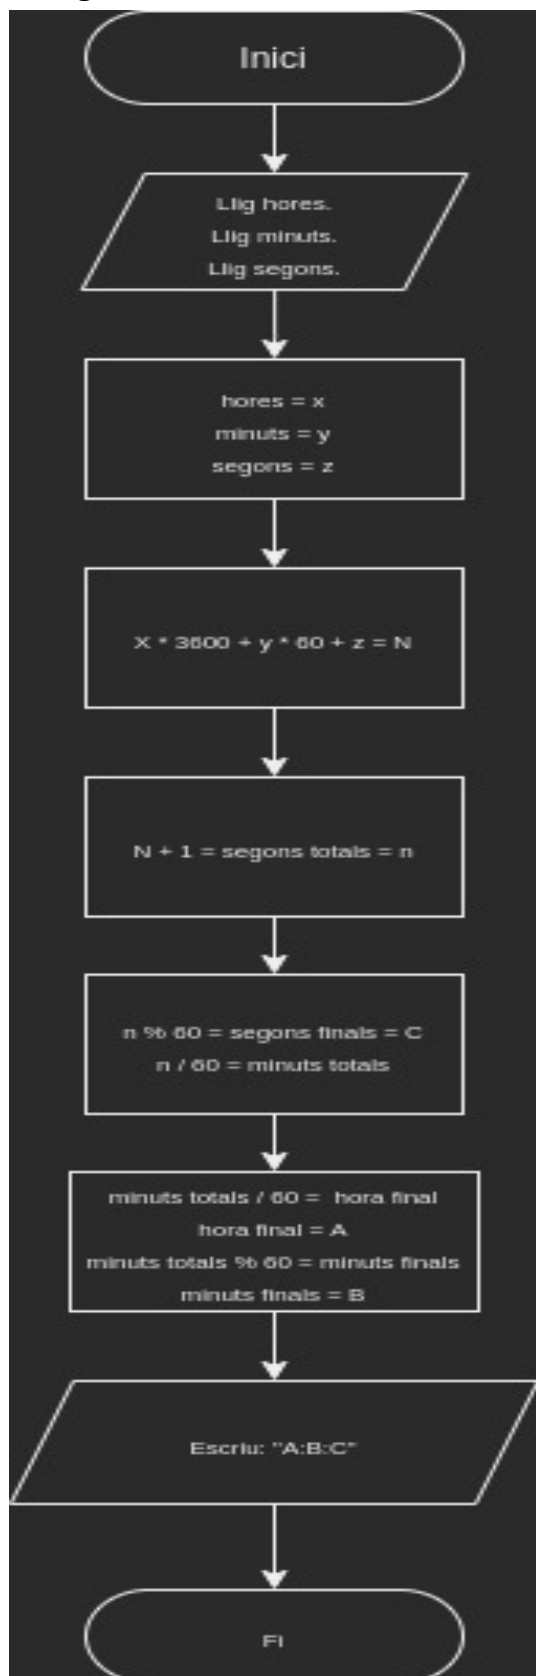 Inici
Llig hores.
Llig minuts.
Llig segons.
hores = x
minuts = y
segons = z
X * 3600 + y * 60 + z = N
N + 1 = segons totals = n
n % 60 = segons finals = C
n / 60 = minuts totals
minuts totals / 60 = hora final
hora final = A
minuts totals % 60 = minuts finals
minuts finals = B
Escriu: "A:B:C"
Fi